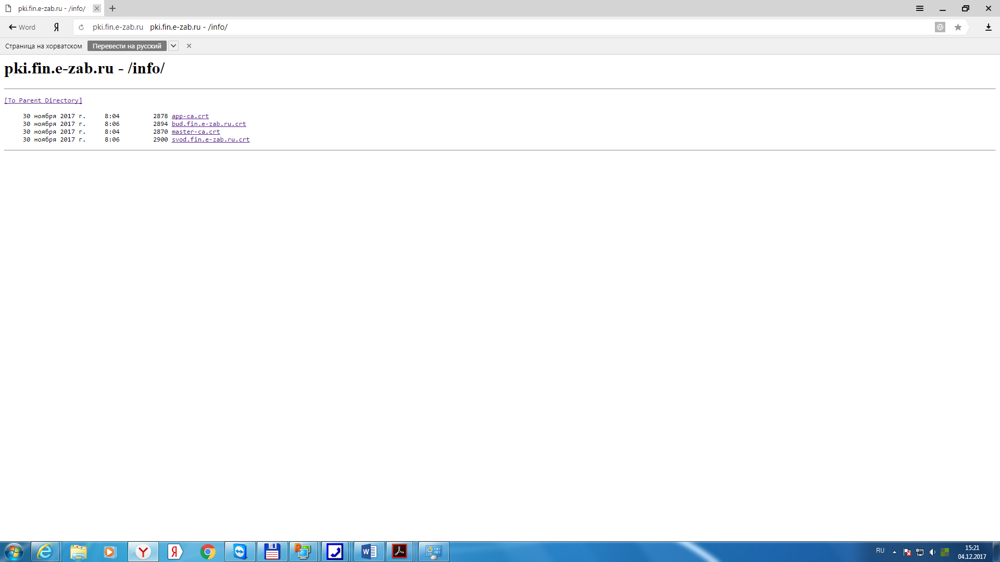 pki.fin.e-zab.ru - /info/
Word
Я
pki.fin.e-zab.ru pki.fin.e-zab.ru - /info/
Страница на хорватском Перевести на русский
pki.fin.e-zab.ru - /info/
[To Parent Directory]
30 ноября 2017 г. 8:04 2878 app-ca.crt
30 ноября 2017 г. 8:06 2894 bud.fin.e-zab.ru.crt
30 ноября 2017 г. 8:04 2870 master-ca.crt
30 ноября 2017 г. 8:06 2900 svod.fin.e-zab.ru.crt
RU
15:21
04.12.2017